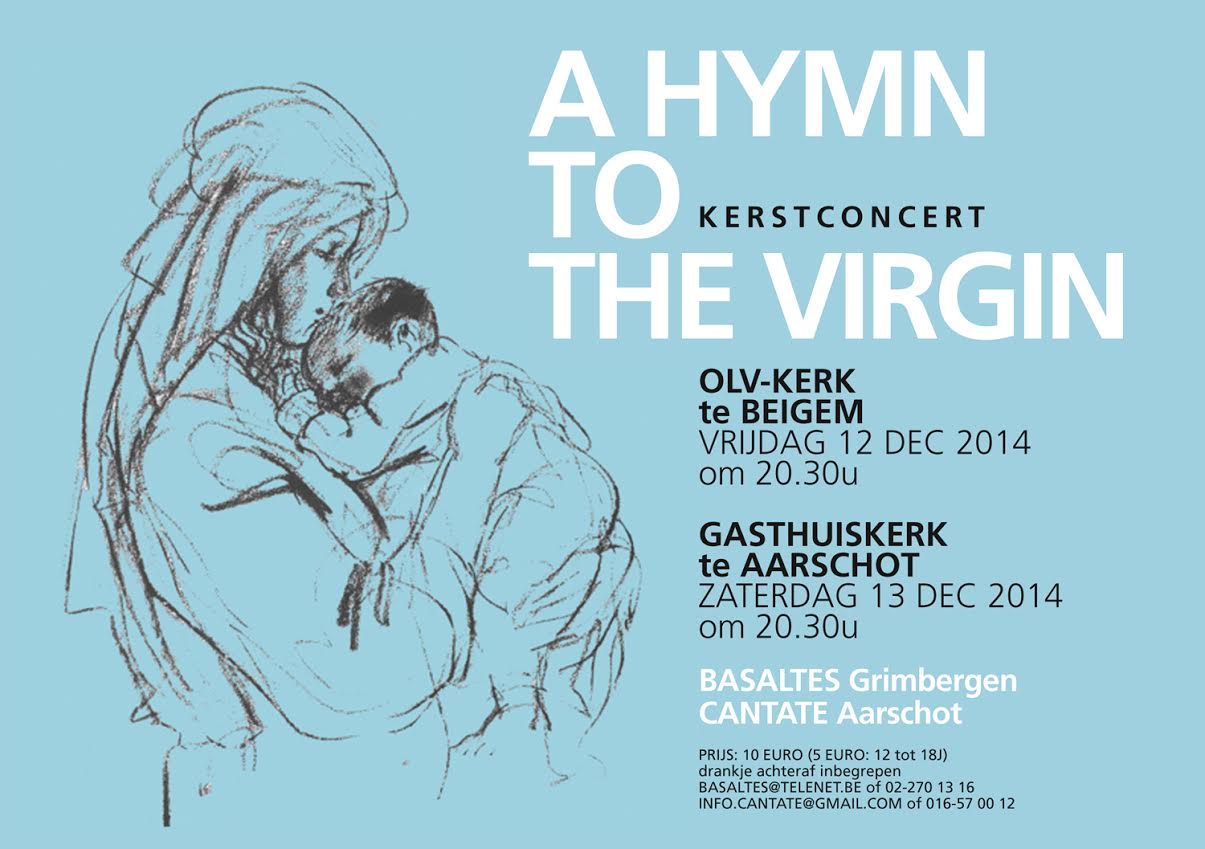 A HYMN
TO
KERSTCONCERT
THE VIRGIN
OLV-KERK
te BEIGEM
VRIJDAG 12 DEC 2014
om 20.30u
GASTHUISKERK
te AARSCHOT
ZATERDAG 13 DEC 2014
om 20.30u
BASALTES Grimbergen
CANTATE Aarschot
PRIJS: 10 EURO (5 EURO: 12 tot 18J)
drankje achteraf inbegrepen
BASALTES@TELENET.BE of 02-270 13 16
INFO.CANTATE@GMAIL.COM of 016-57 00 12